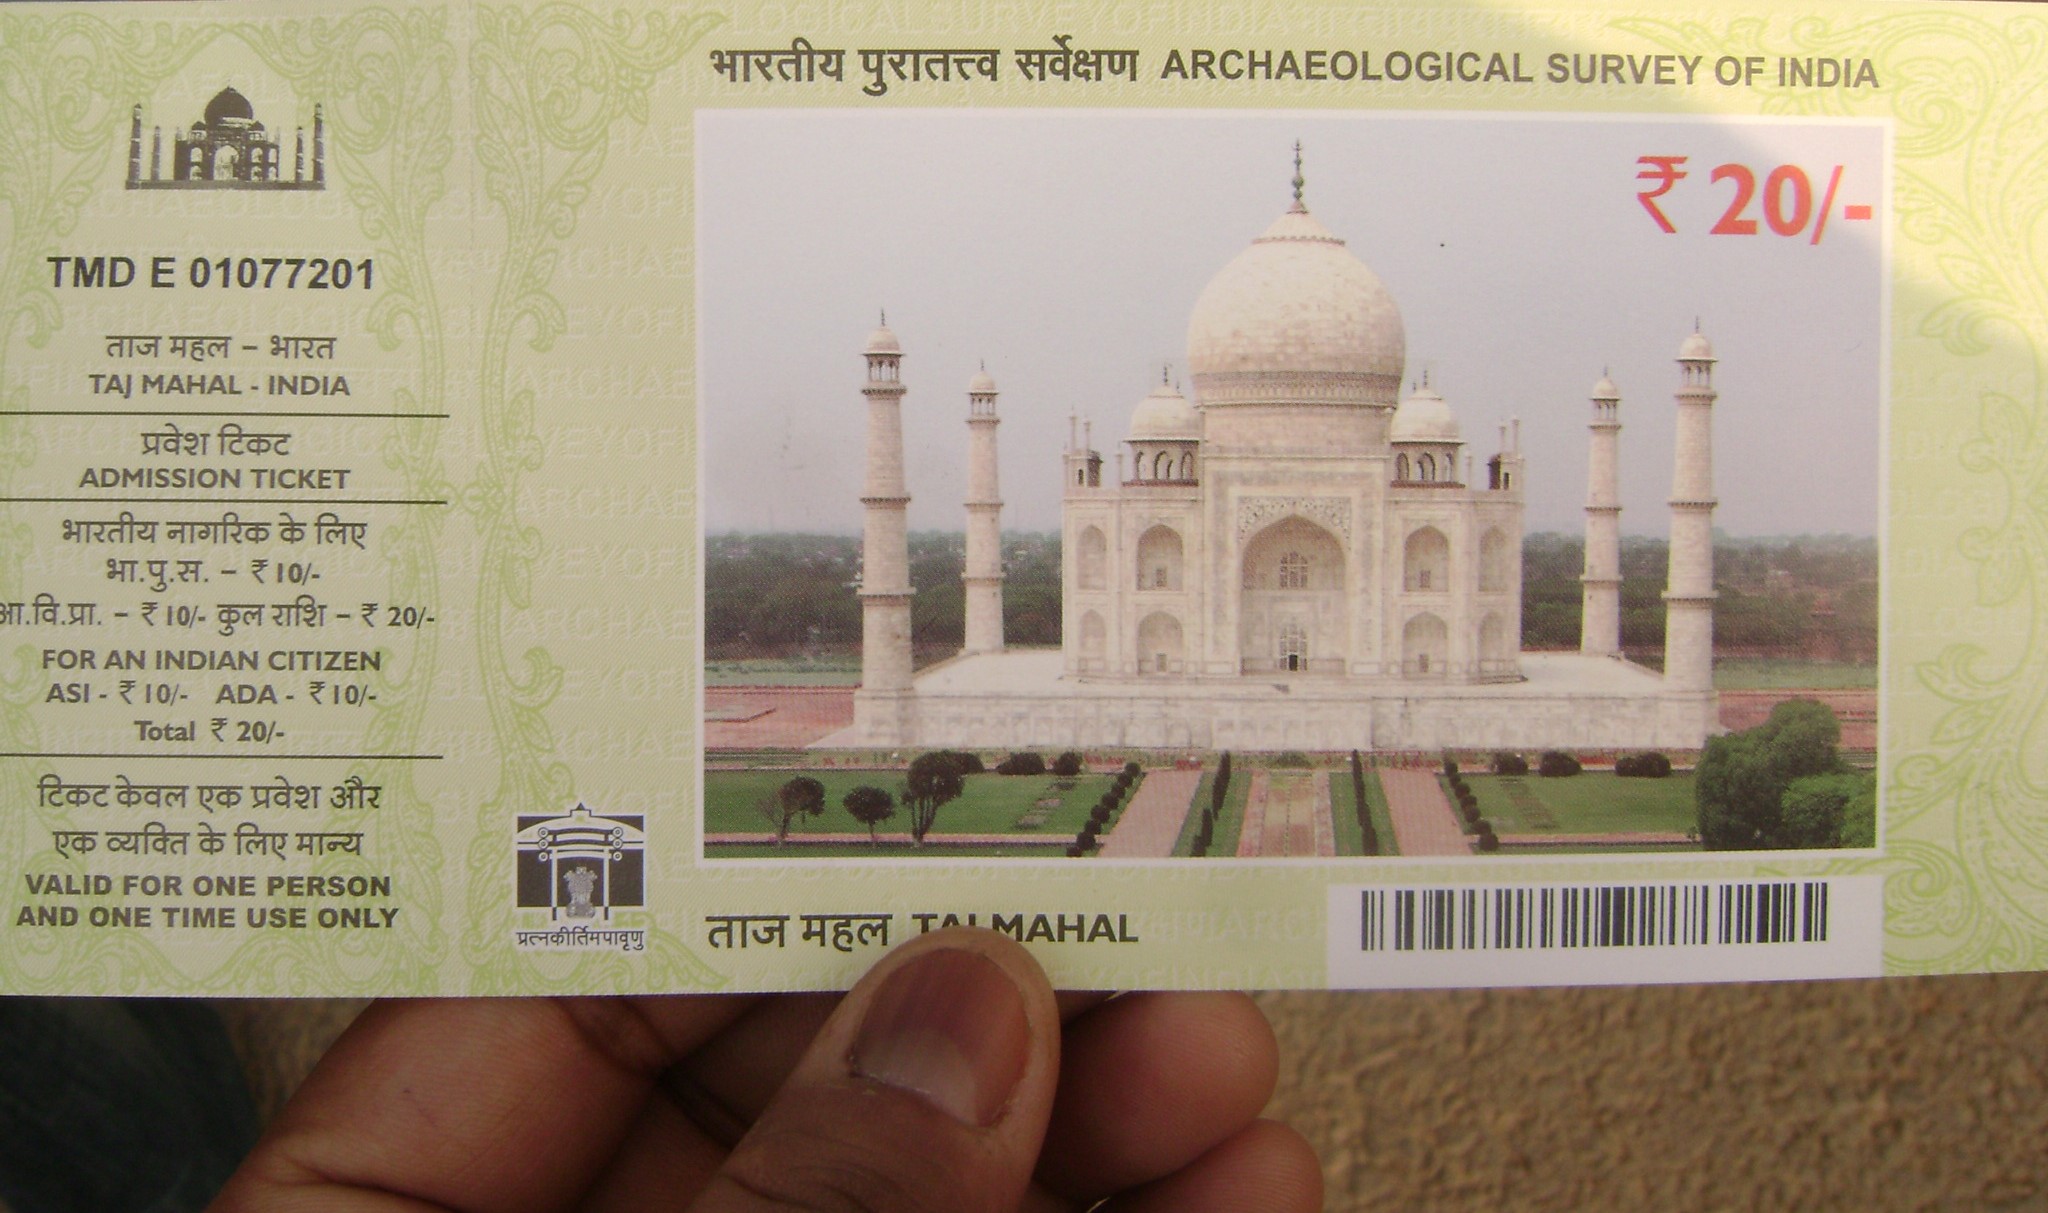 भारतीय पुरातत्त्व सर्वेक्षण ARCHAEOLOGICAL SURVEY OF INDIA
₹ 20/-
TMD E 01077201
ताज महल – भारत
TAJ MAHAL - INDIA
प्रवेश टिकट
ADMISSION TICKET
भारतीय नागरिक के लिए
भा.पु.स. – ₹ 10/-
आ.वि.प्रा. – ₹ 10/- कुल राशि – ₹ 20/-
FOR AN INDIAN CITIZEN
ASI - ₹ 10/- ADA - ₹ 10/-
Total ₹ 20/-
टिकट केवल एक प्रवेश और
एक व्यक्ति के लिए मान्य
VALID FOR ONE PERSON
AND ONE TIME USE ONLY
प्रत्नकीर्तिमपावृणु
ताज महल TAJ MAHAL